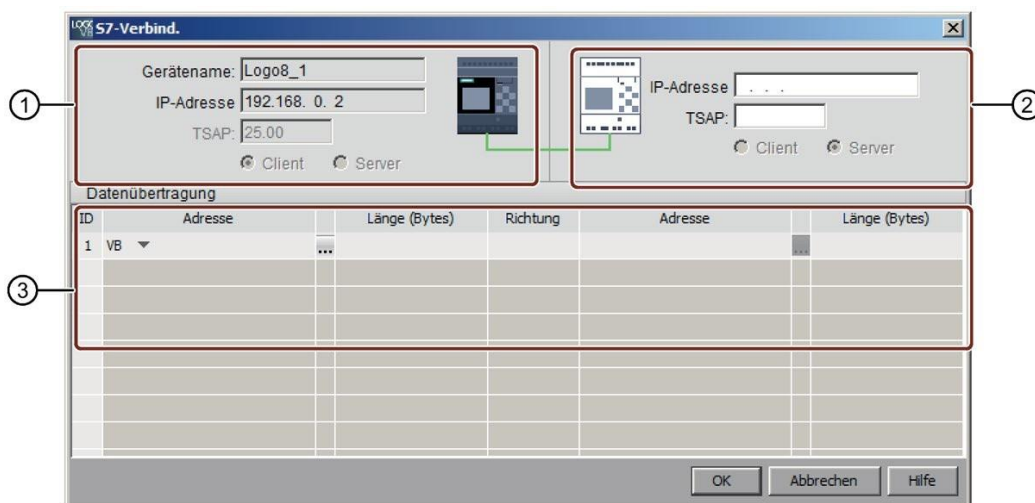 S7-Verbind.
Gerätename: Logo8_1
IP-Adresse 192.168. 0. 2
TSAP: 25.00
Client Server
IP-Adresse . . .
TSAP:
Client Server
1
2
Datenübertragung
ID Adresse Länge (Bytes) Richtung Adresse Länge (Bytes)
1 VB ... ...
3
OK Abbrechen Hilfe